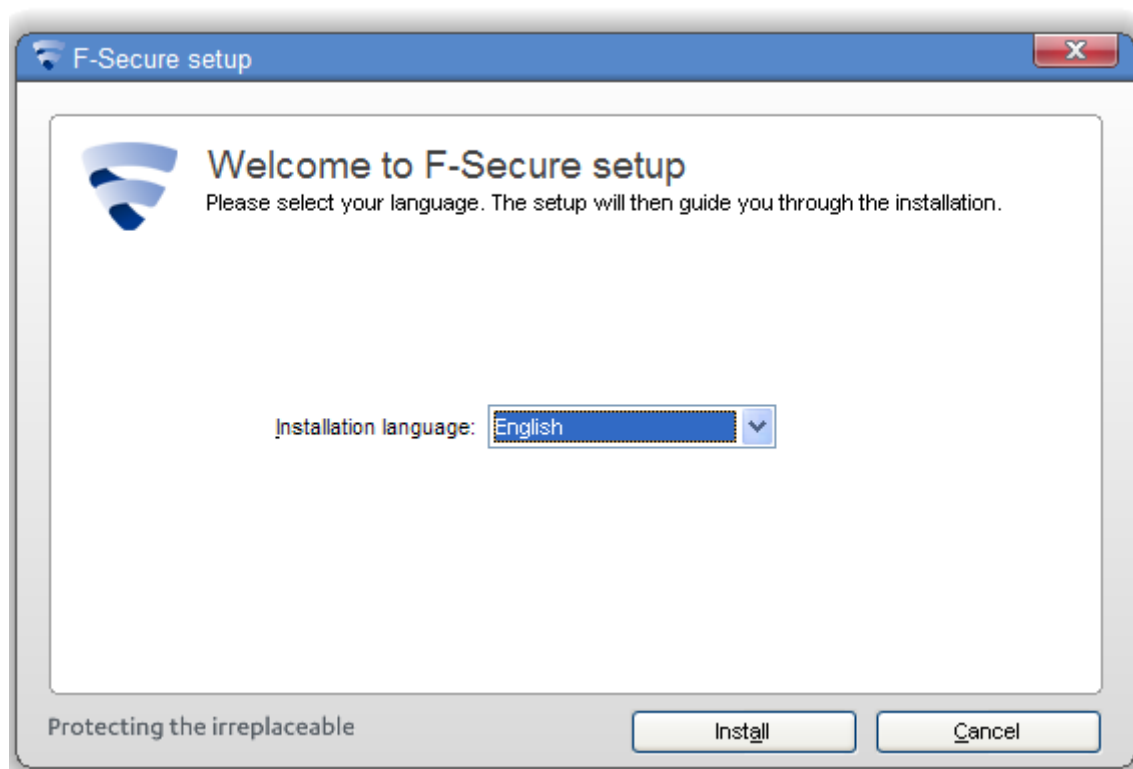 F-Secure setup
Welcome to F-Secure setup
Please select your language. The setup will then guide you through the installation.
Installation language: English
Protecting the irreplaceable
Install Cancel